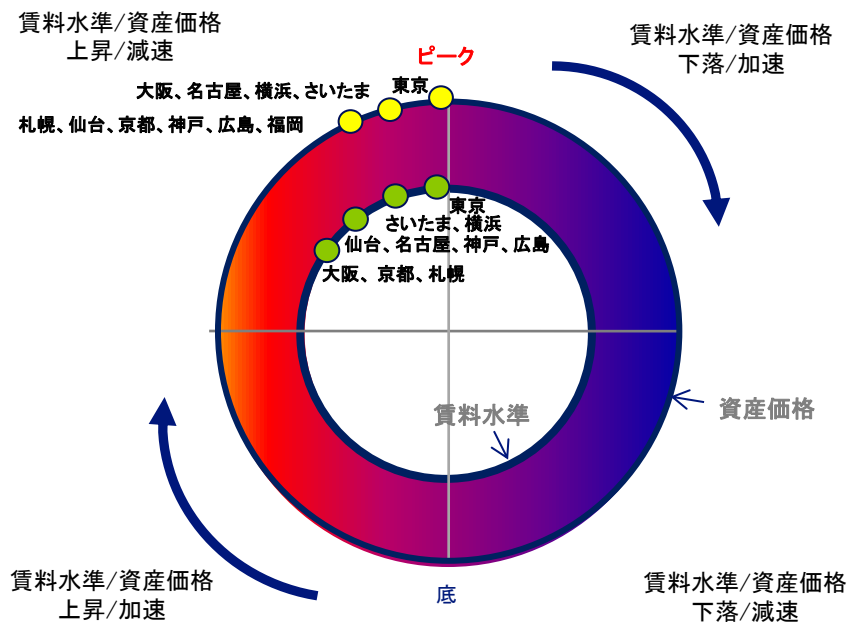 賃料水準/資産価格
上昇/減速
ピーク
賃料水準/資産価格
下落/加速
大阪、名古屋、横浜、さいたま
東京
札幌、仙台、京都、神戸、広島、福岡
東京
さいたま、横浜
仙台、名古屋、神戸、広島
大阪、京都、札幌
賃料水準
資産価格
賃料水準/資産価格
上昇/加速
底
賃料水準/資産価格
下落/減速